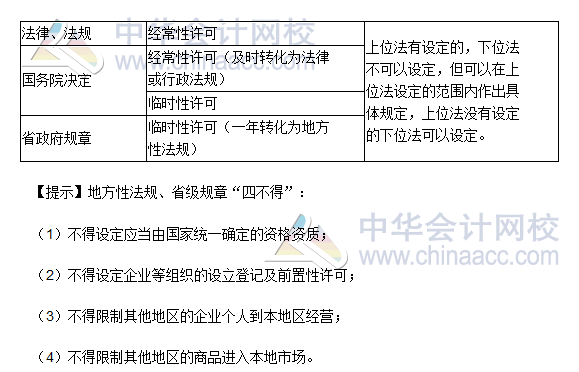 法律、法规 经常性许可
国务院决定
经常性许可（及时转化为法律
或行政法规）
临时性许可
省政府规章
临时性许可（一年转化为地方
性法规）
上位法有设定的，下位法
不可以设定，但可以在上
位法设定的范围内作出具
体规定，上位法没有设定
的下位法可以设定。
【提示】地方性法规、省级规章“四不得”：
（1）不得设定应当由国家统一确定的资格资质；
（2）不得设定企业等组织的设立登记及前置性许可；
（3）不得限制其他地区的企业个人到本地区经营；
（4）不得限制其他地区的商品进入本地市场。
中华会计网校
www.chinaacc.com
中华会计网校
www.chinaacc.com